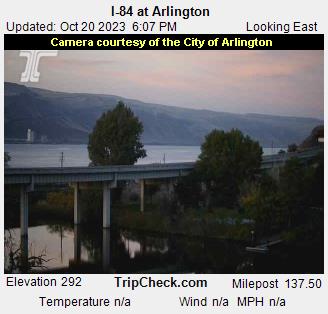 I-84 at Arlington
Updated: Oct 20 2023 6:07 PM Looking East
Camera courtesy of the City of Arlington
Elevation 292 TripCheck.com Milepost 137.50
Temperature n/a Wind n/a MPH n/a